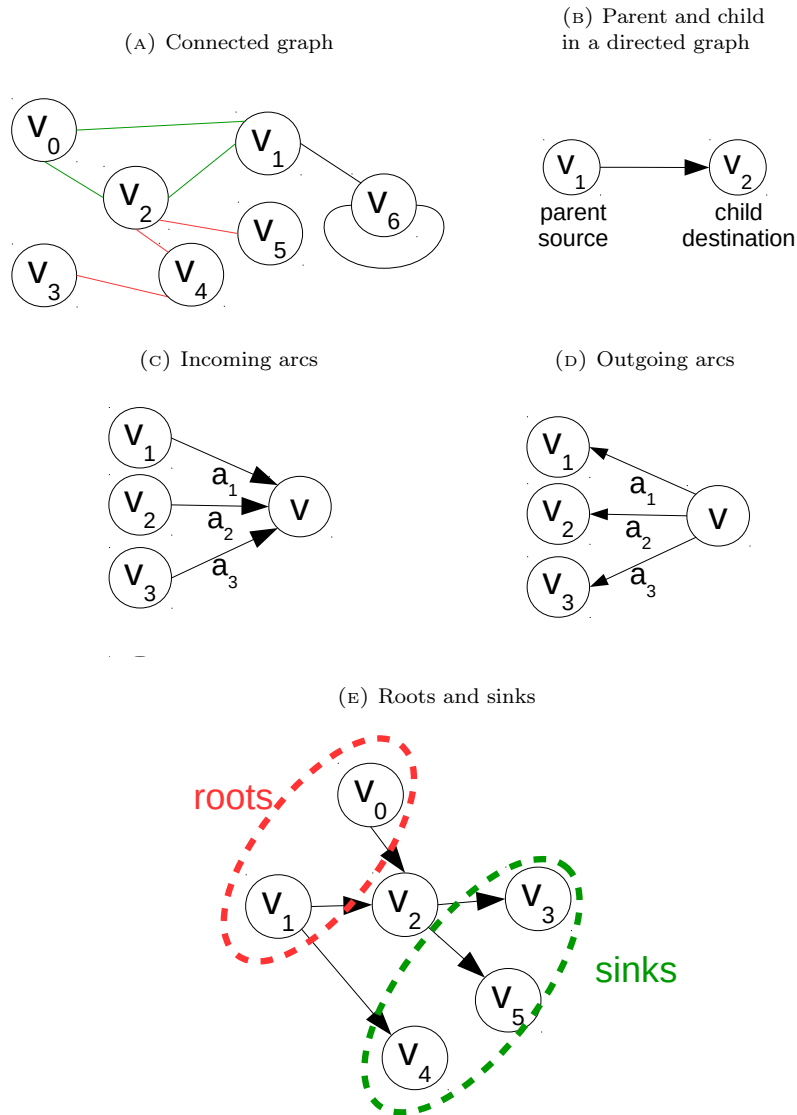 (A) Connected graph
(B) Parent and child
in a directed graph
V0
V1
V2
V6
V5
V3
V4
V1
V2
parent
source
child
destination
(C) Incoming arcs
(D) Outgoing arcs
V1
a1
V2
a2
V
V3
a3
V1
a1
V2
a2
V
V3
a3
(E) Roots and sinks
roots
V0
V1
V2
V3
sinks
V5
V4